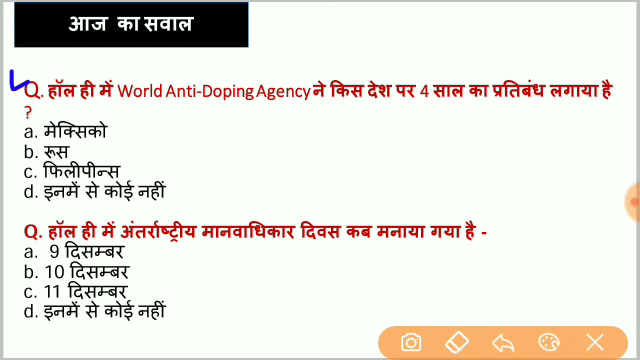 आज का सवाल
Q. हॉल ही में World Anti-Doping Agency ने किस देश पर 4 साल का प्रतिबंध लगाया है
?
a. मेक्सिको
b. रूस
c. फिलीपीन्स
d. इनमें से कोई नहीं
Q. हॉल ही में अंतर्राष्ट्रीय मानवाधिकार दिवस कब मनाया गया है -
a. 9 दिसम्बर
b. 10 दिसम्बर
c. 11 दिसम्बर
d. इनमें से कोई नहीं